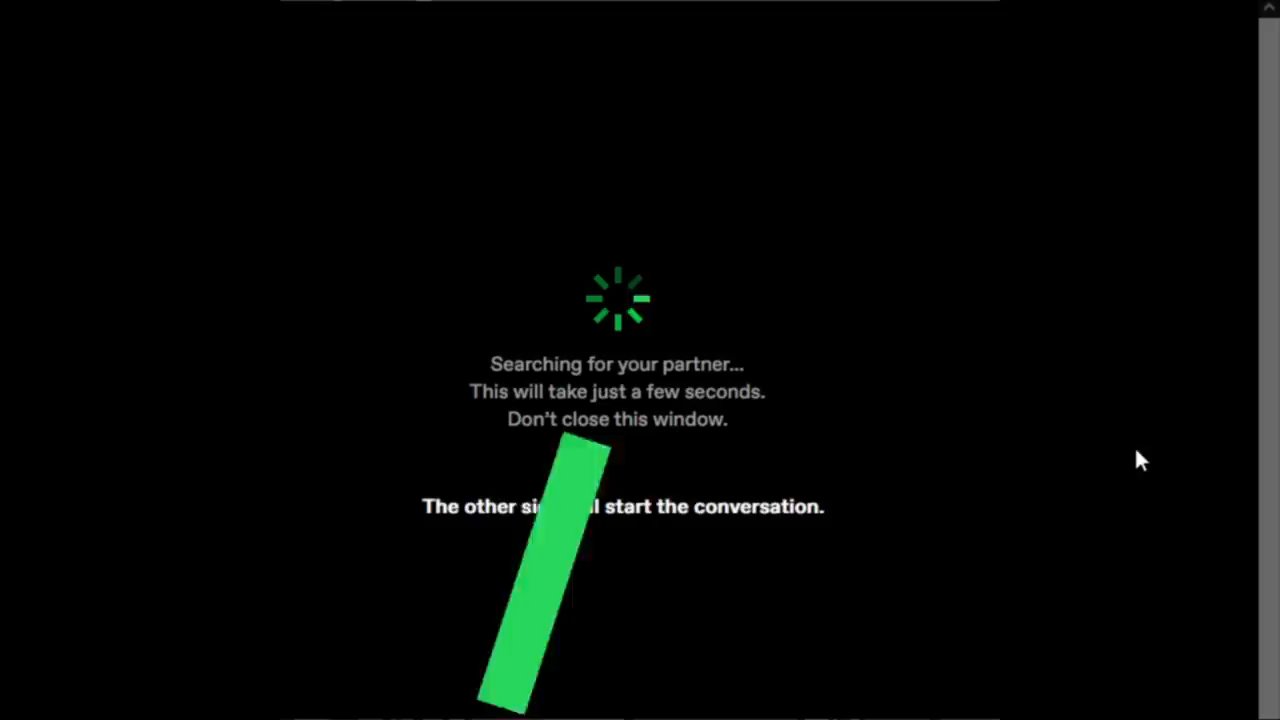 Searching for your partner...
This will take just a few seconds.
Don't close this window.
The other start the conversation.